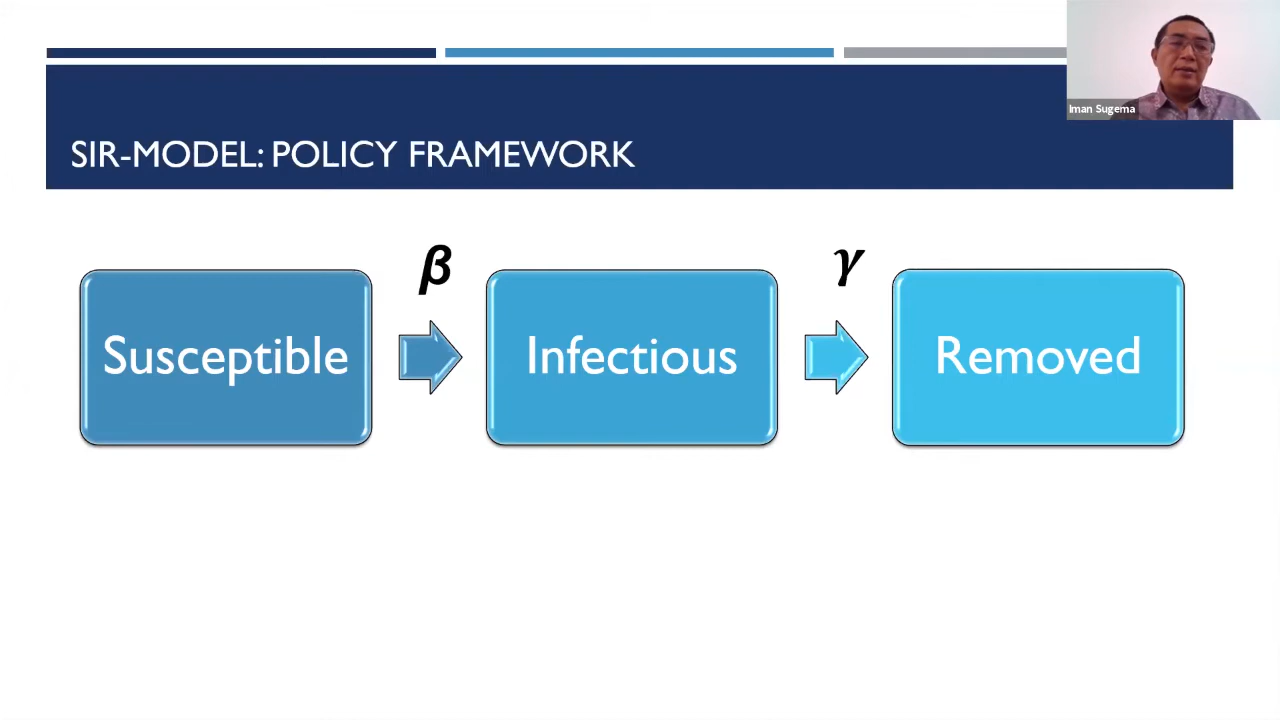 Iman Sugema
SIR-MODEL: POLICY FRAMEWORK
β
γ
Susceptible
Infectious
Removed